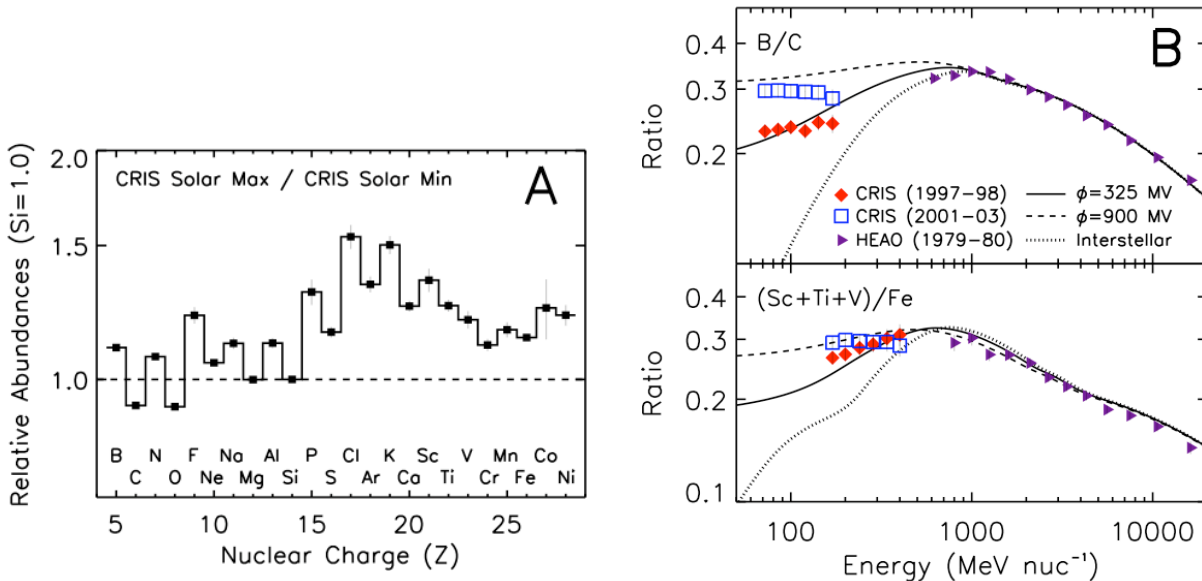 CRIS Solar Max / CRIS Solar Min
A
Relative Abundances (Si=1.0)
2.0
1.5
1.0
B N F Na Al P Cl K Sc V Mn Co
C O Ne Mg Si S Ar Ca Ti Cr Fe Ni
5 10 15 20 25
Nuclear Charge (Z)
B/C
B
Ratio
0.4
0.3
0.2
CRIS (1997-98)
CRIS (2001-03)
HEAO (1979-80)
ϕ=325 MV
ϕ=900 MV
Interstellar
(Sc+Ti+V)/Fe
Ratio
0.4
0.3
0.2
0.1
100 1000 10000
Energy (MeV nuc⁻¹)